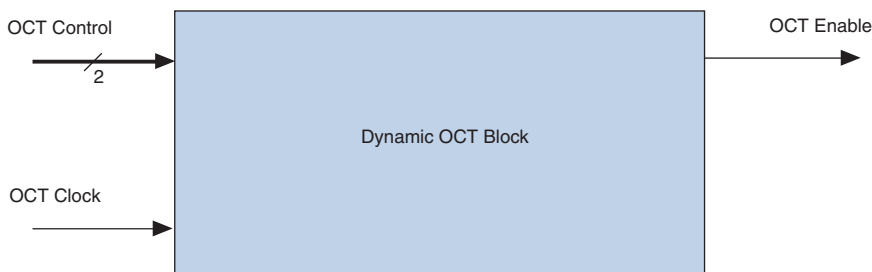 OCT Control
OCT Enable
2
Dynamic OCT Block
OCT Clock